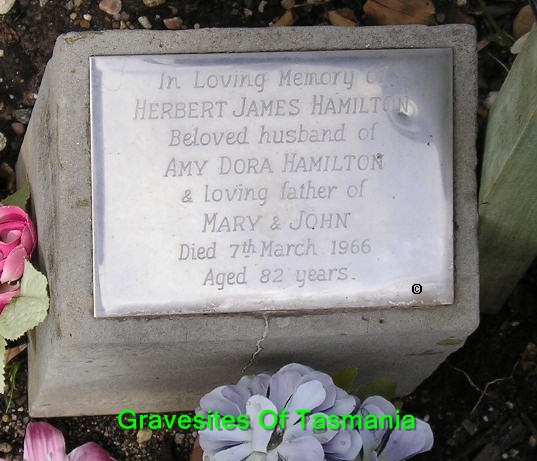 In Loving Memory of
HERBERT JAMES HAMILTON
Beloved husband of
AMY DORA HAMILTON
& loving father of
MARY & JOHN
Died 7th March 1966
Aged 82 years.
©
Gravesites Of Tasmania